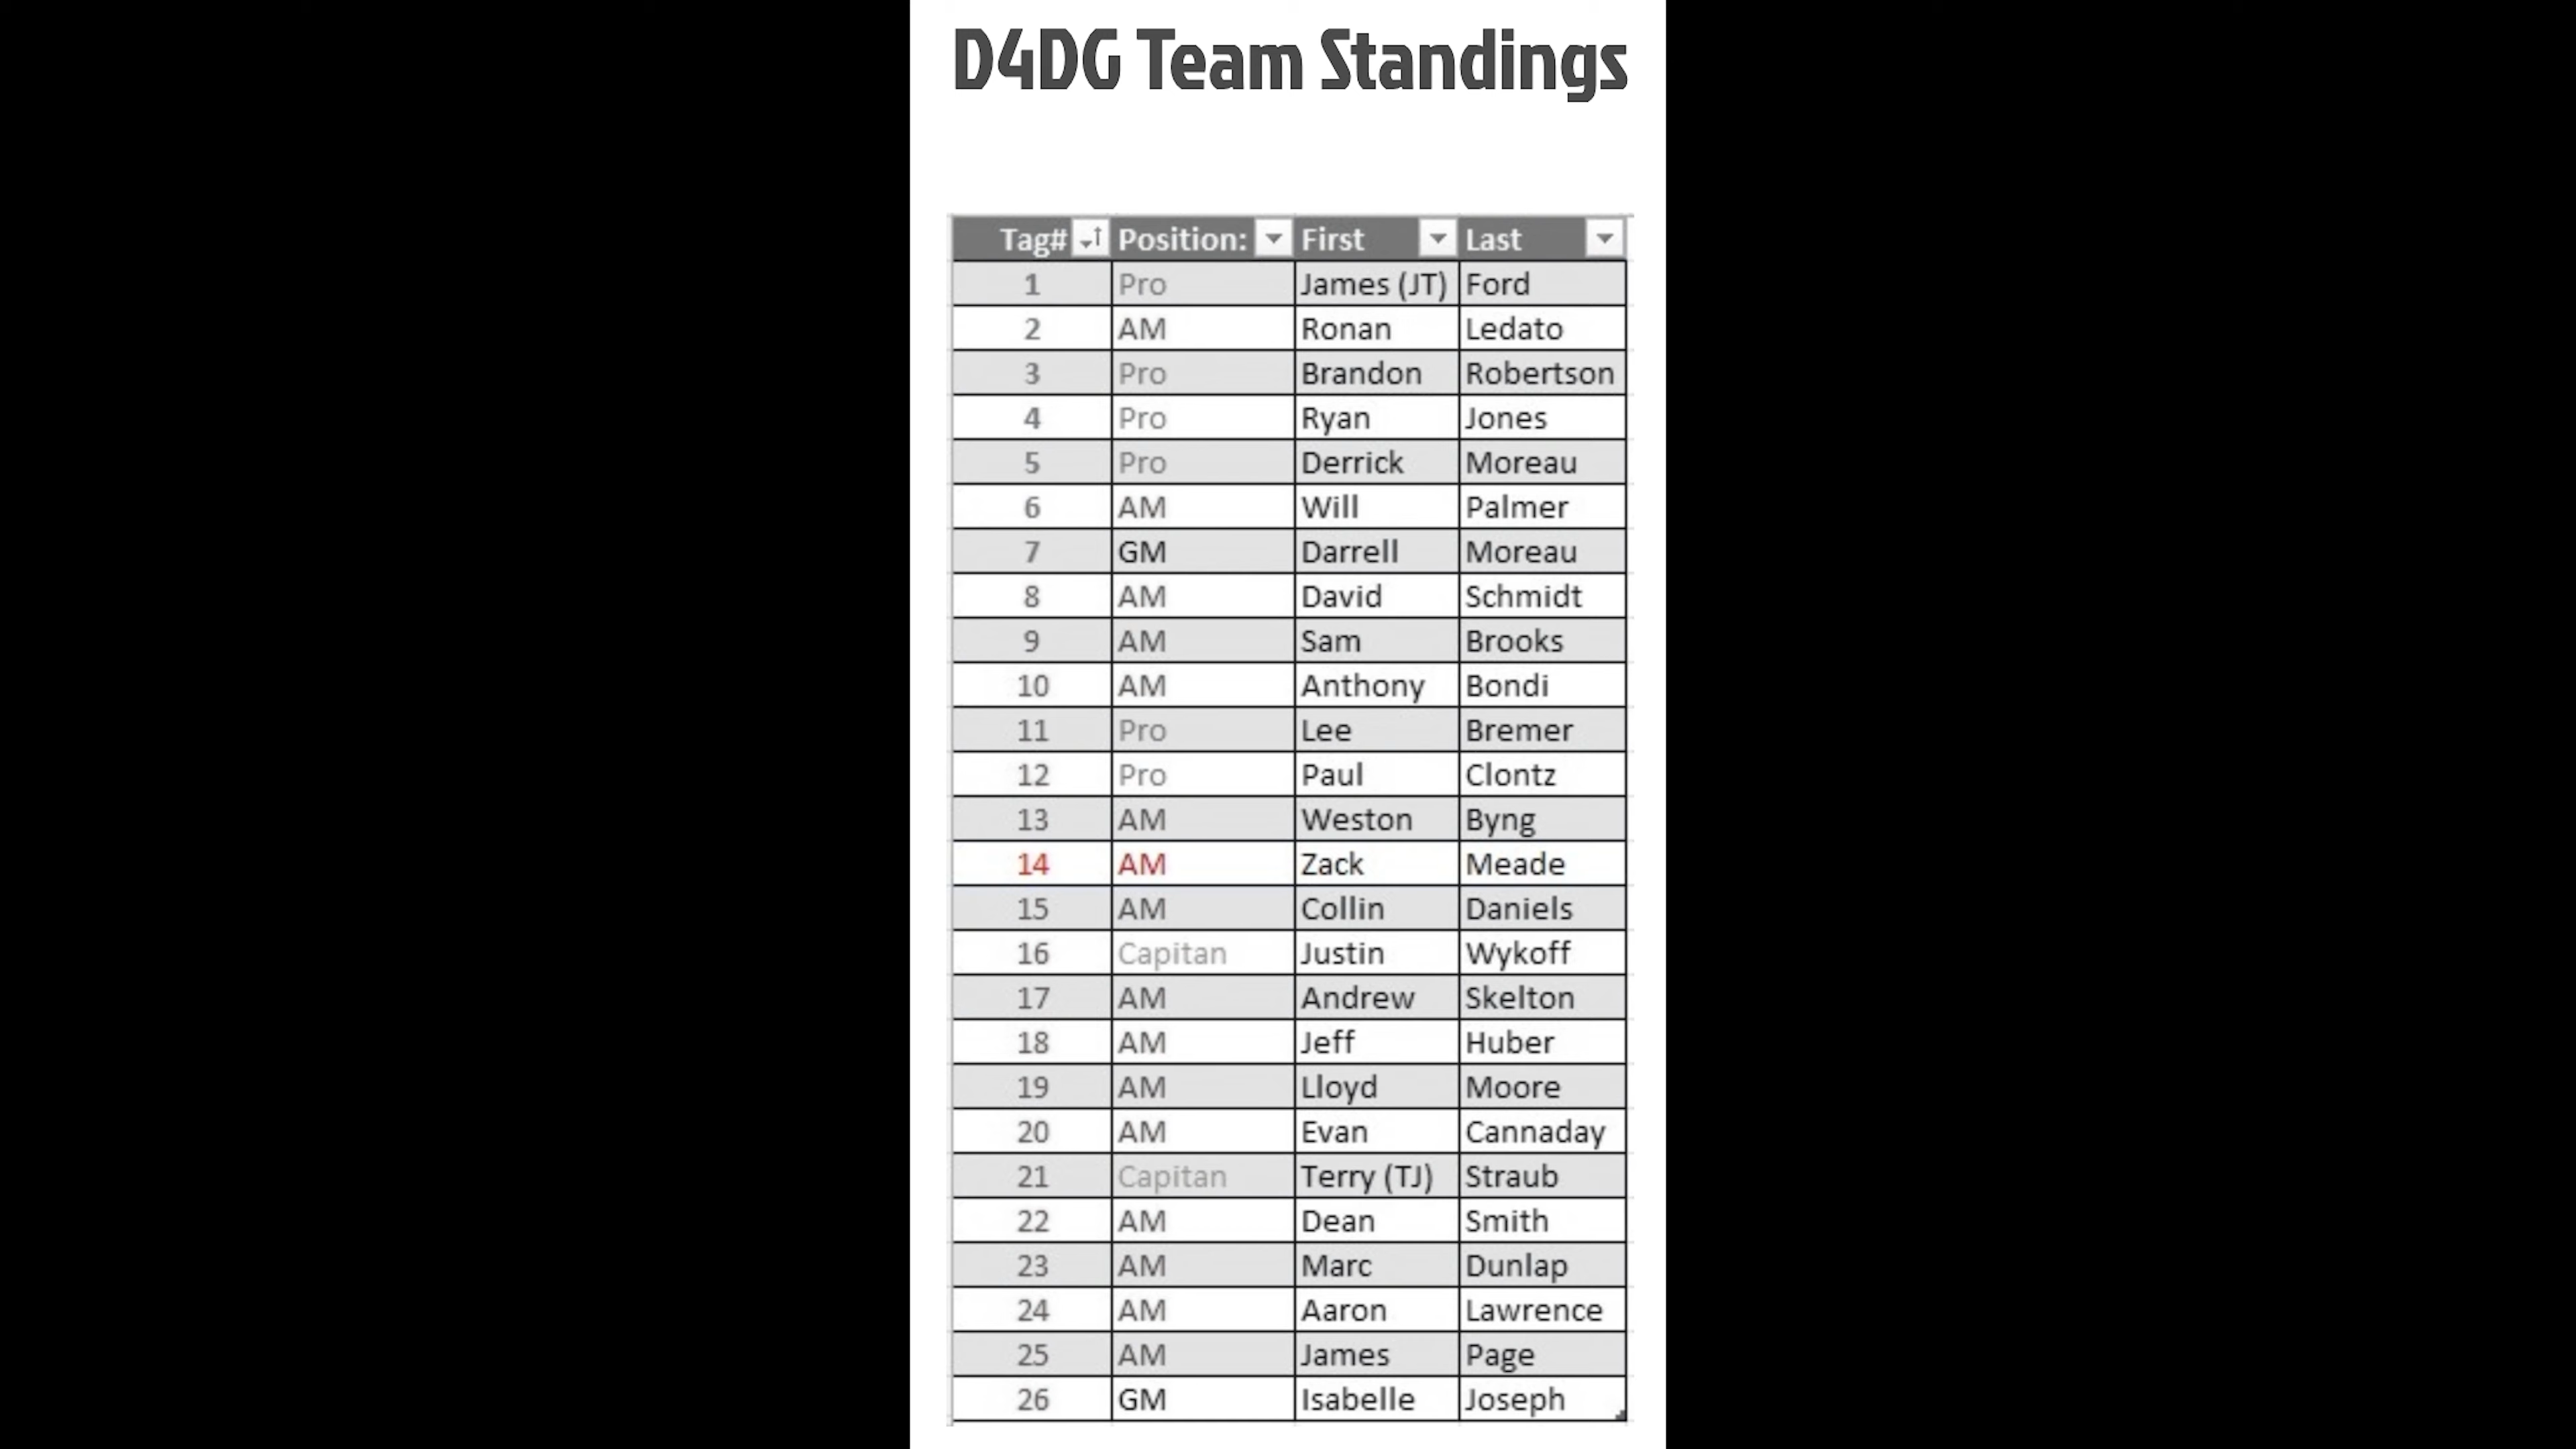 D4DG Team Standings
Tag# Position: First Last
1 Pro James (JT) Ford
2 AM Ronan Ledato
3 Pro Brandon Robertson
4 Pro Ryan Jones
5 Pro Derrick Moreau
6 AM Will Palmer
7 GM Darrell Moreau
8 AM David Schmidt
9 AM Sam Brooks
10 AM Anthony Bondi
11 Pro Lee Bremer
12 Pro Paul Clontz
13 AM Weston Byng
14 AM Zack Meade
15 AM Collin Daniels
16 Capitan Justin Wykoff
17 AM Andrew Skelton
18 AM Jeff Huber
19 AM Lloyd Moore
20 AM Evan Cannaday
21 Capitan Terry (TJ) Straub
22 AM Dean Smith
23 AM Marc Dunlap
24 AM Aaron Lawrence
25 AM James Page
26 GM Isabelle Joseph